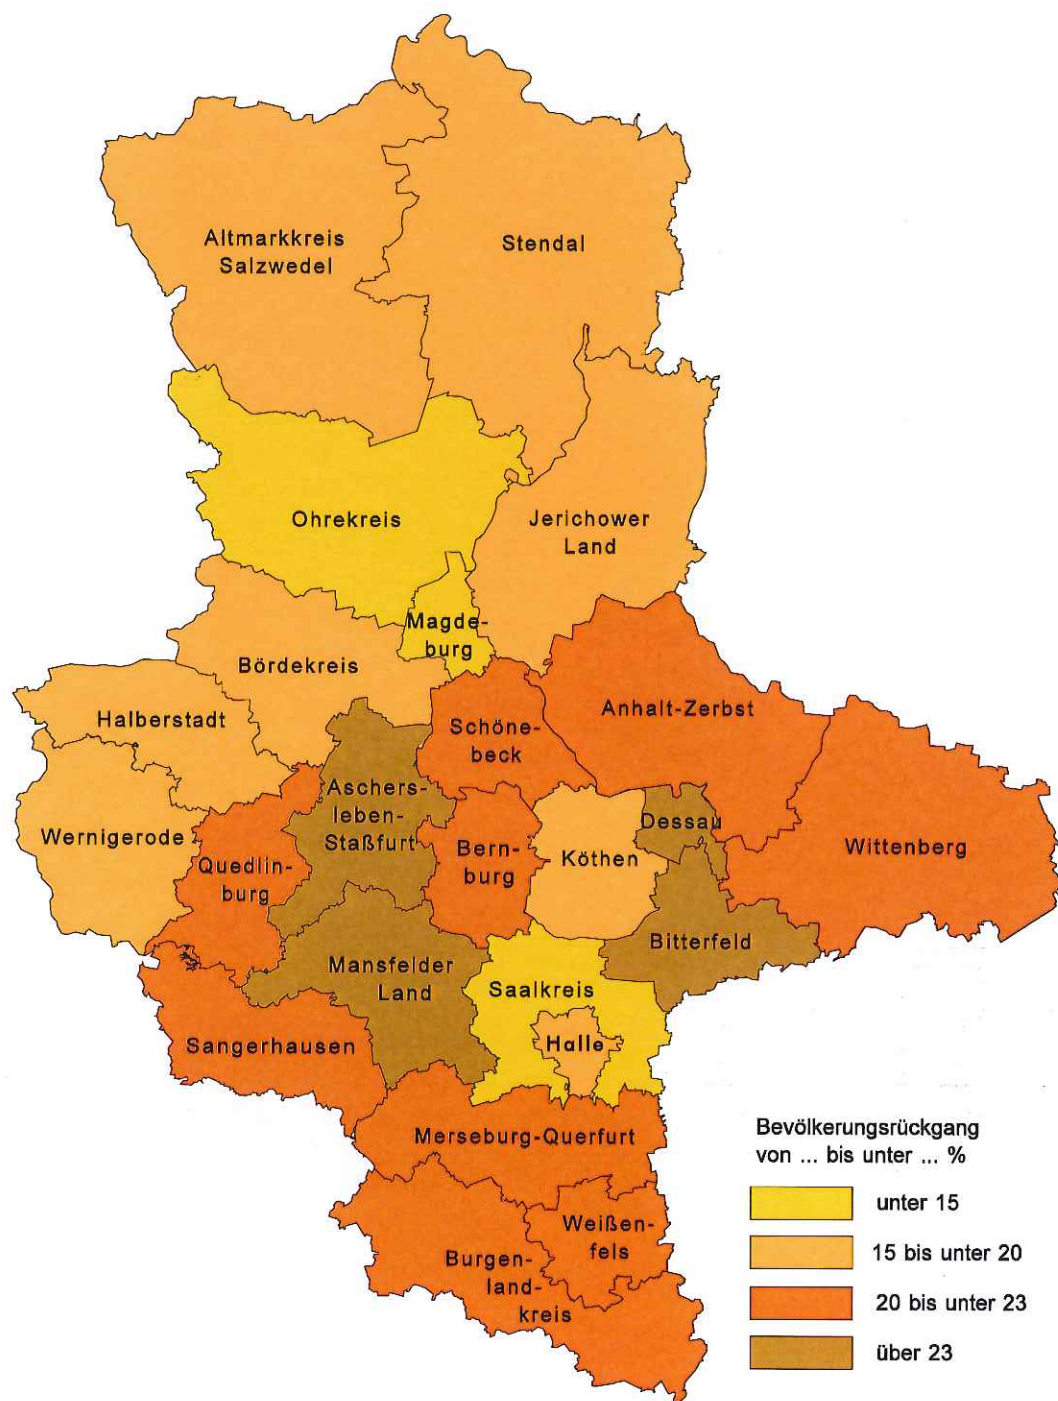 Altmarkkreis
Salzwedel
Stendal
Ohrekreis
Jerichower
Land
Magde-
burg
Bördekreis
Halberstadt
Schöne-
beck
Anhalt-Zerbst
Aschers-
leben-
Staßfurt
Wernigerode
Quedlin-
burg
Bern-
burg
Köthen
Dessau
Wittenberg
Bitterfeld
Mansfelder
Land
Saalkreis
Halle
Sangerhausen
Merseburg-Querfurt
Weißen-
fels
Burgen-
land-
kreis
Bevölkerungsrückgang
von ... bis unter ... %
unter 15
15 bis unter 20
20 bis unter 23
über 23